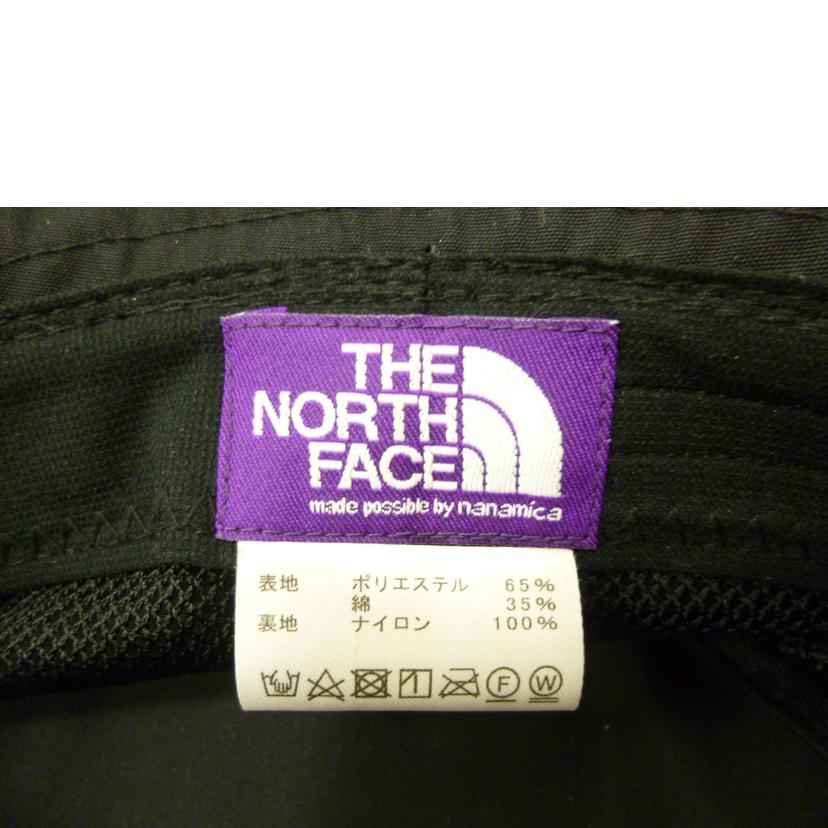 THE
NORTH
FACE
made possible by nanamica
表地 ポリエステル 65%
綿 35%
裏地 ナイロン 100%
F W